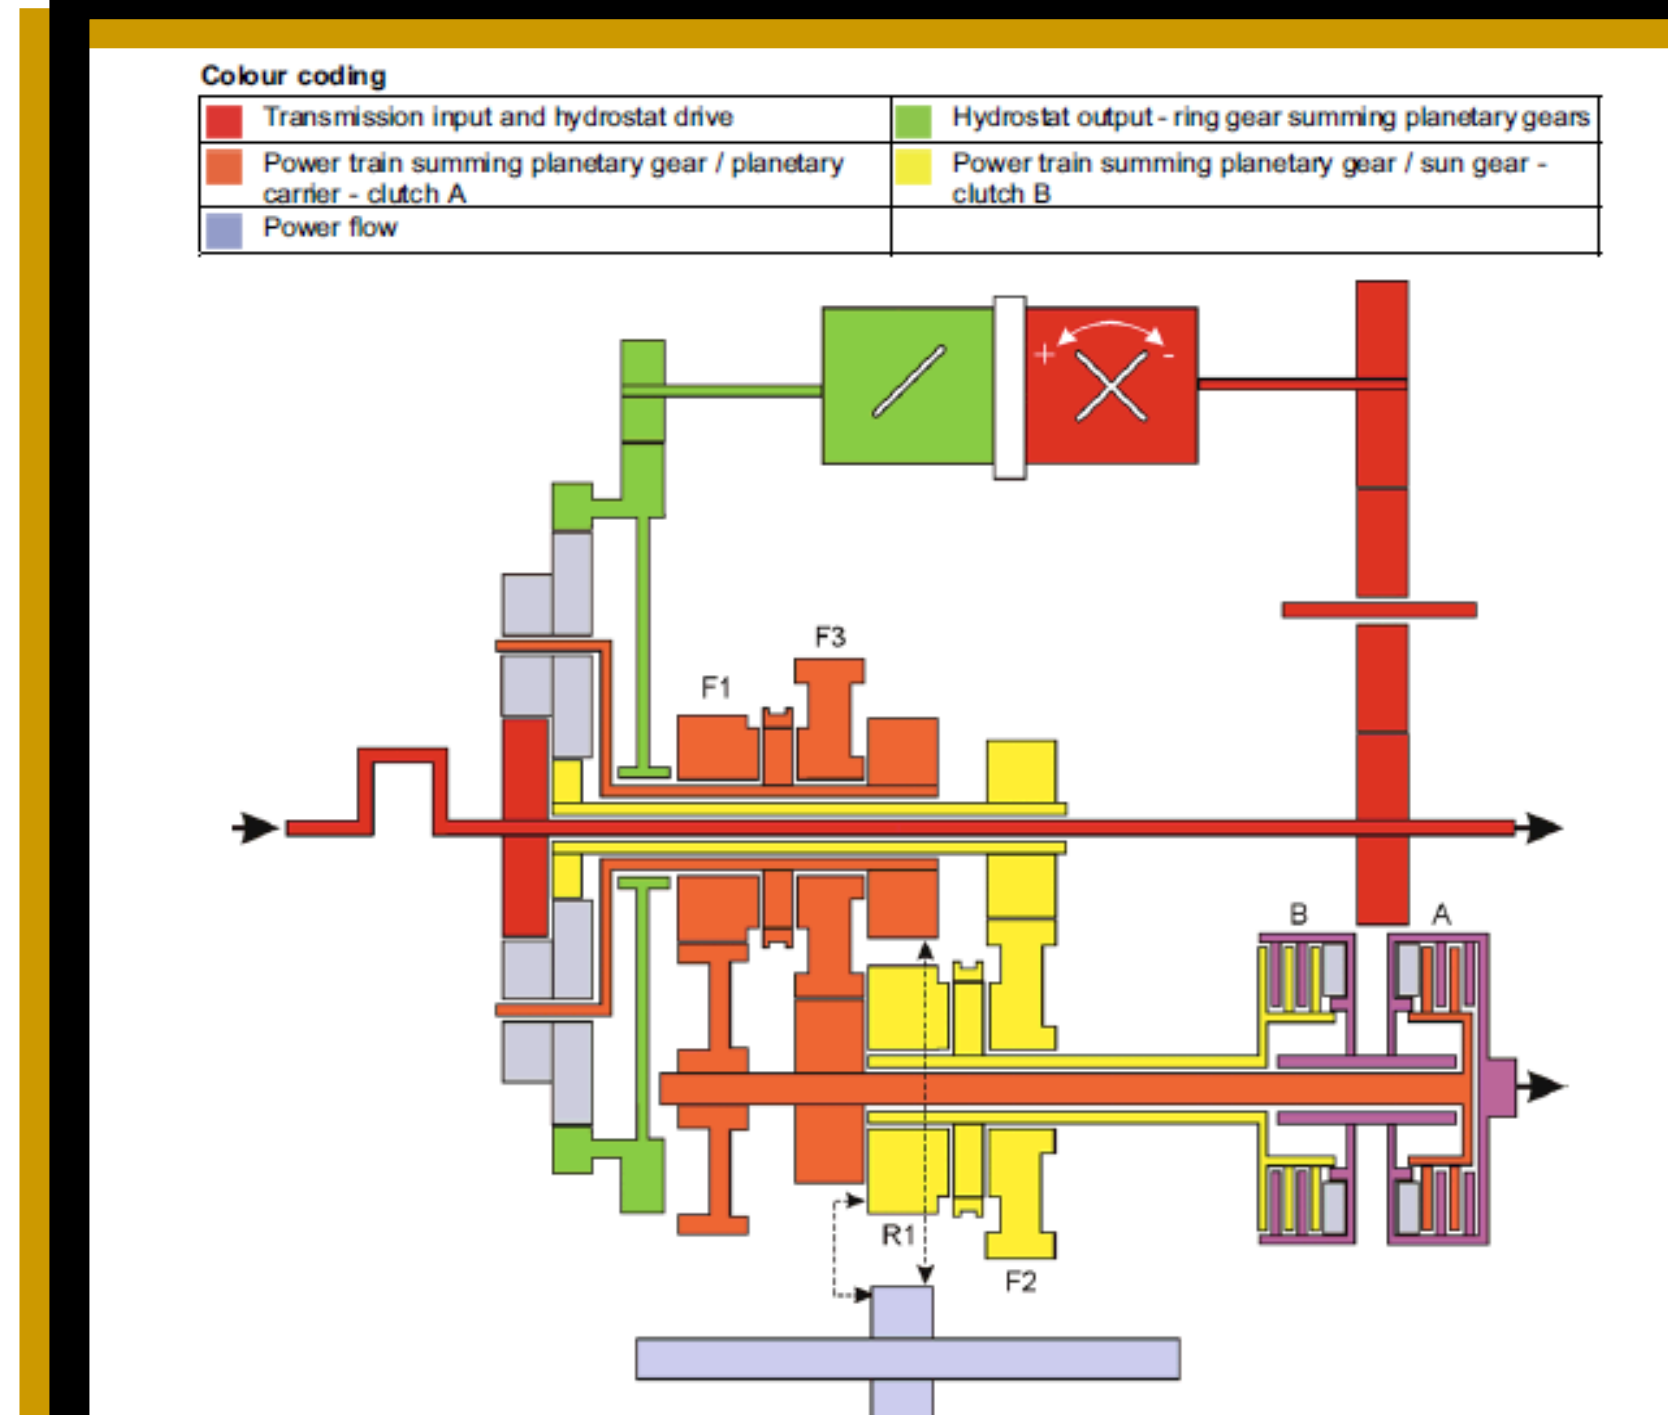 Colour coding
Transmission input and hydrostat drive
Hydrostat output - ring gear summing planetary gears
Power train summing planetary gear / planetary
carrier - clutch A
Power train summing planetary gear / sun gear -
clutch B
Power flow
+ -
F3
F1
B
A
R1
F2